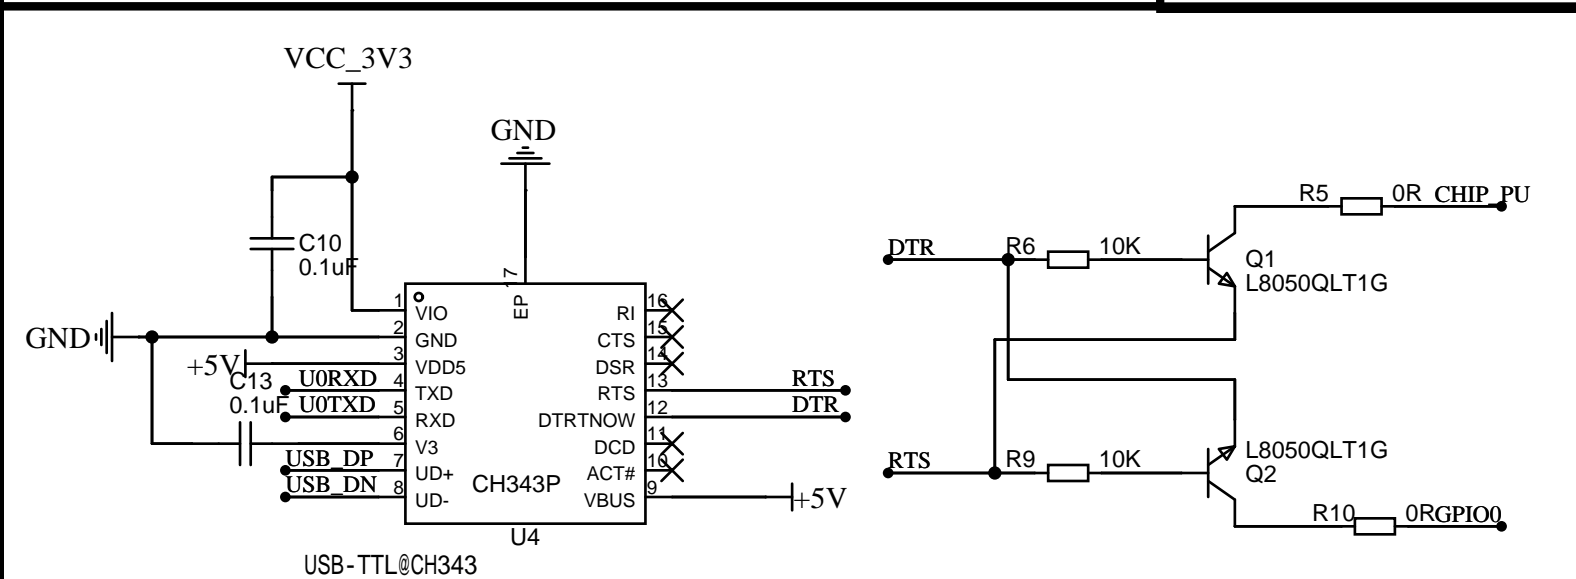 VCC_3V3
GND
C10
0.1uF
GND
+5V
C13
0.1uF
U0RXD
U0TXD
USB_DP
USB_DN
1 VIO
2 GND
3 VDD5
4 TXD
5 RXD
6 V3
7 UD+
8 UD-
EP 17
RI 16
CTS 15
DSR 14
RTS 13
DTRTNOW 12
DCD 11
ACT# 10
VBUS 9
CH343P
U4
USB-TTL@CH343
RTS
DTR
+5V
DTR
R6 10K
R5 0R CHIP_PU
Q1
L8050QLT1G
RTS
R9 10K
L8050QLT1G
Q2
R10 0R GPIO0